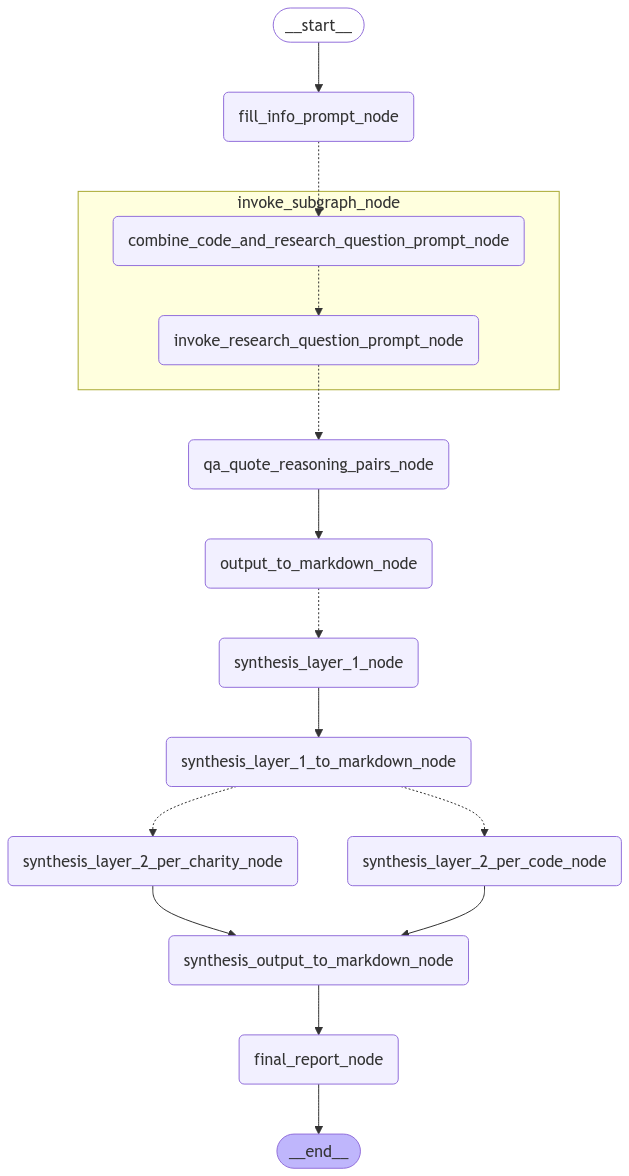 __start__
fill_info_prompt_node
invoke_subgraph_node
combine_code_and_research_question_prompt_node
invoke_research_question_prompt_node
qa_quote_reasoning_pairs_node
output_to_markdown_node
synthesis_layer_1_node
synthesis_layer_1_to_markdown_node
synthesis_layer_2_per_charity_node
synthesis_layer_2_per_code_node
synthesis_output_to_markdown_node
final_report_node
__end__